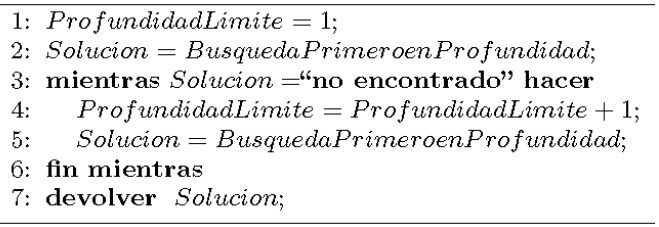 1: ProfundidadLimite = 1;
2: Solucion = BusquedaPrimeroenProfundidad;
3: mientras Solucion =“no encontrado” hacer
4: ProfundidadLimite = ProfundidadLimite + 1;
5: Solucion = BusquedaPrimeroenProfundidad;
6: fin mientras
7: devolver Solucion;